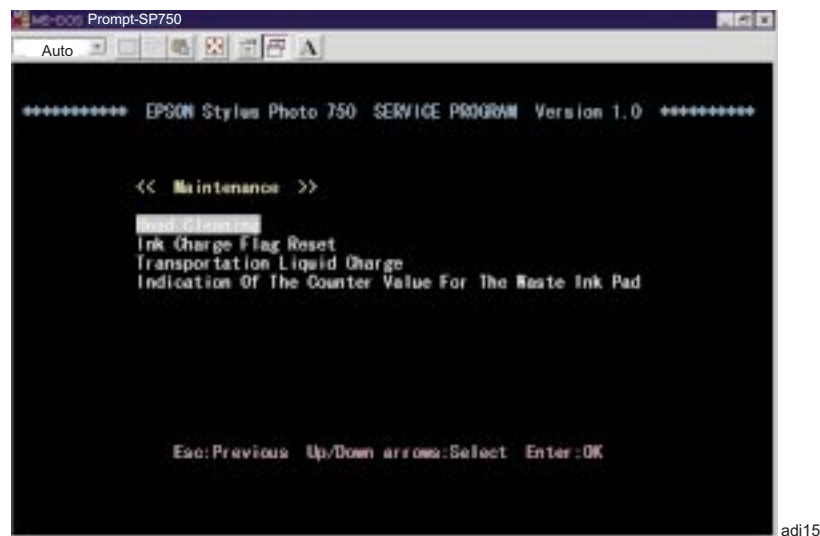 MS-DOS Prompt-SP750
Auto
*********** EPSON Stylus Photo 750 SERVICE PROGRAM Version 1.0 **********
<< Maintenance >>
Head Cleaning
Ink Charge Flag Reset
Transportation Liquid Charge
Indication Of The Counter Value For The Waste Ink Pad
Esc:Previous Up/Down arrows:Select Enter:OK
adi15